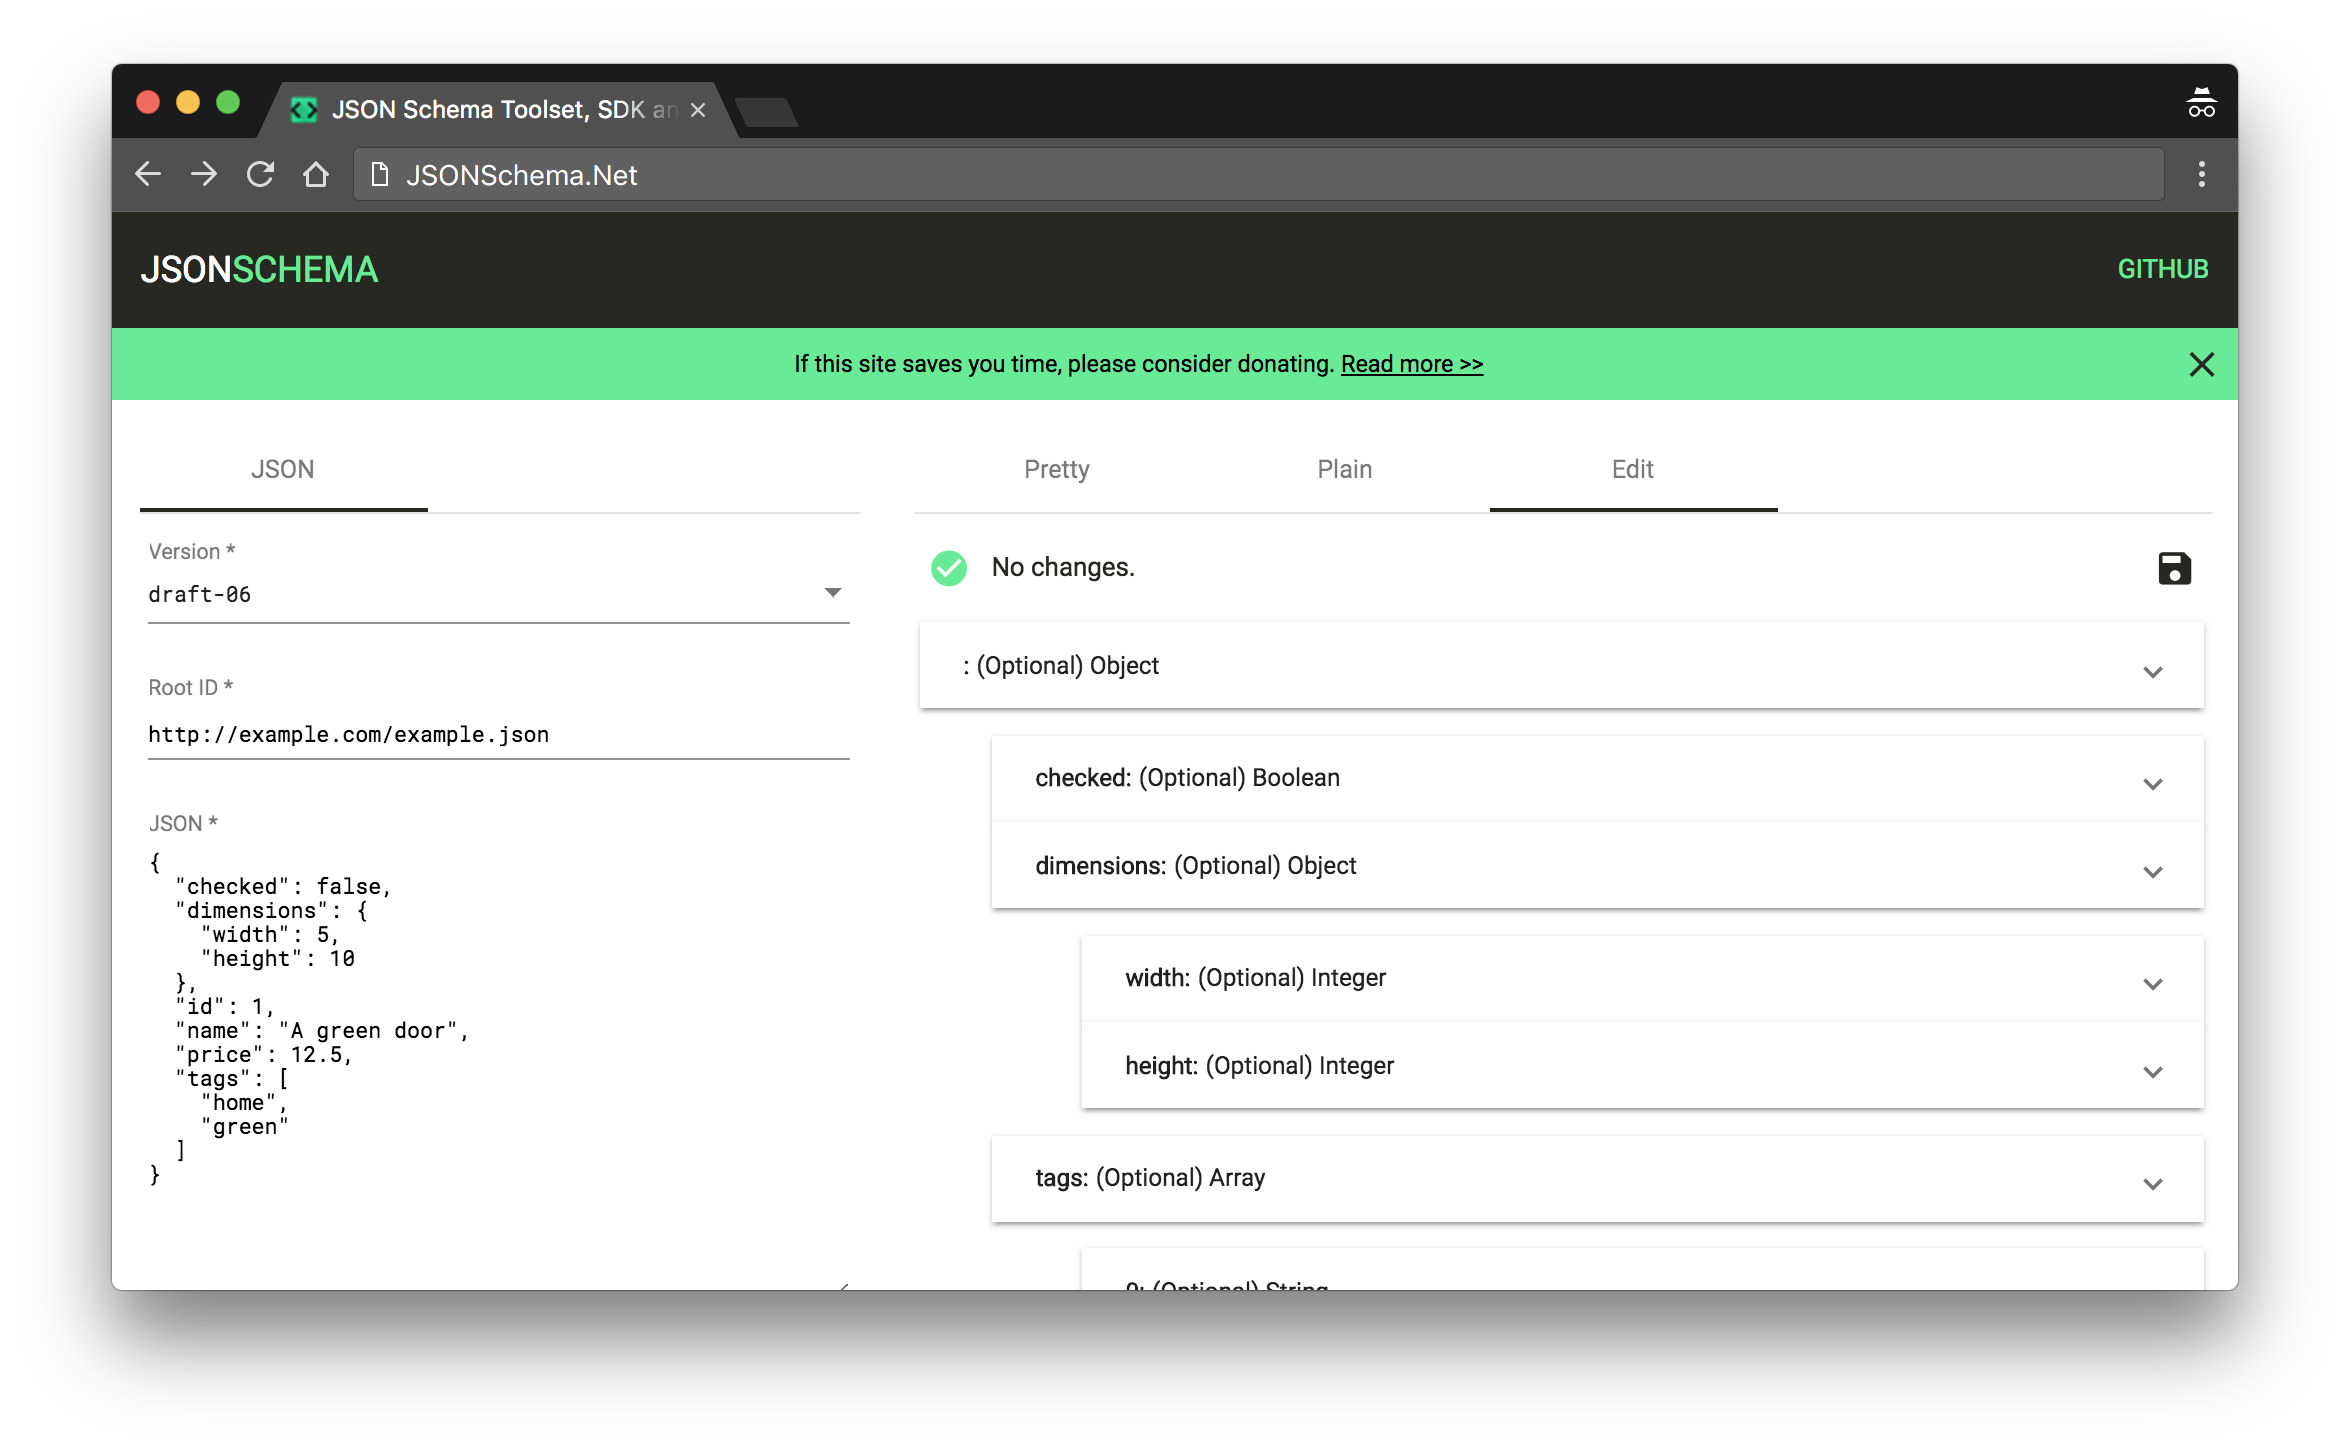 JSON Schema Toolset, SDK an
JSONSchema.Net
JSONSCHEMA
GITHUB
If this site saves you time, please consider donating. Read more >>
JSON
Version *
draft-06
Root ID *
http://example.com/example.json
JSON *
{
  "checked": false,
  "dimensions": {
    "width": 5,
    "height": 10
  },
  "id": 1,
  "name": "A green door",
  "price": 12.5,
  "tags": [
    "home",
    "green"
  ]
}
Pretty
Plain
Edit
No changes.
: (Optional) Object
checked: (Optional) Boolean
dimensions: (Optional) Object
width: (Optional) Integer
height: (Optional) Integer
tags: (Optional) Array
0: (Optional) String